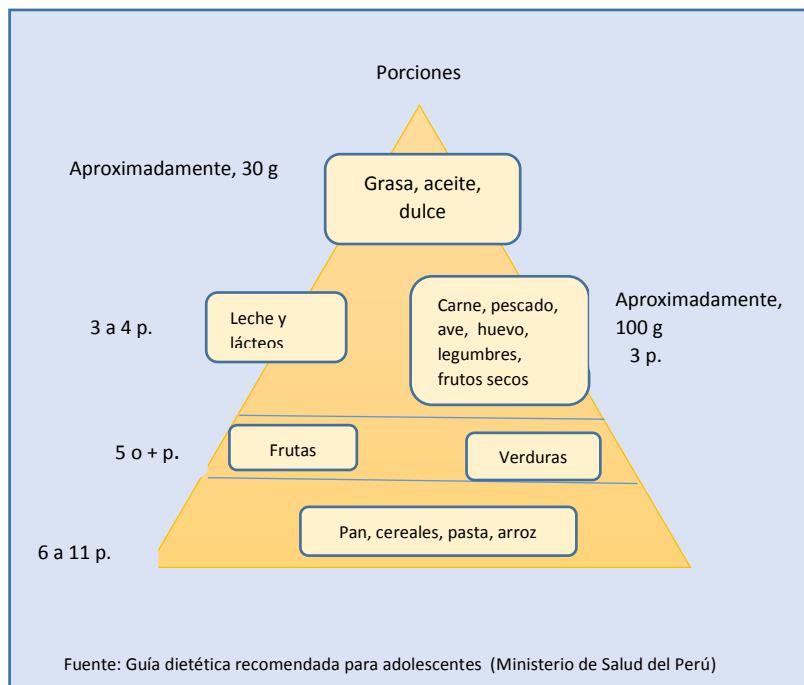 Porciones
Aproximadamente, 30 g
Grasa, aceite,
dulce
3 a 4 p.
Leche y
lácteos
Carne, pescado,
ave, huevo,
legumbres,
frutos secos
Aproximadamente,
100 g
3 p.
5 o + p.
Frutas
Verduras
6 a 11 p.
Pan, cereales, pasta, arroz
Fuente: Guía dietética recomendada para adolescentes (Ministerio de Salud del Perú)